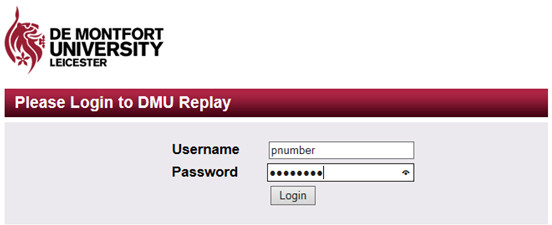 DE MONTFORT
UNIVERSITY
LEICESTER
Please Login to DMU Replay
Username pnumber
Password ●●●●●●●●
Login